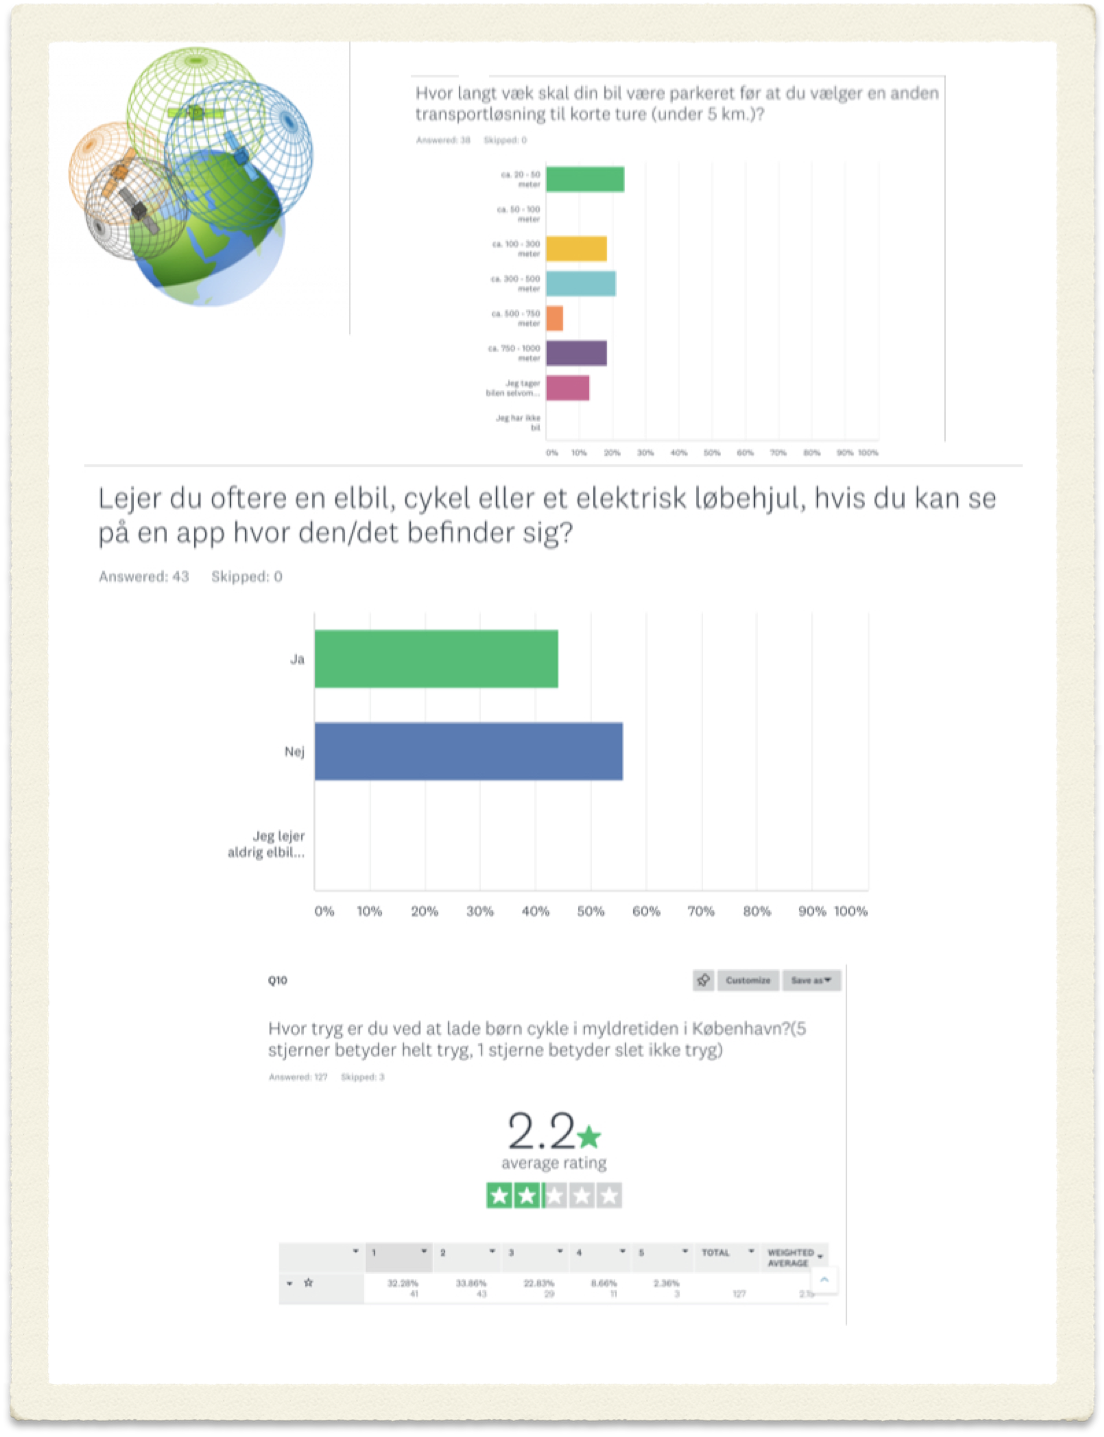 Hvor langt væk skal din bil være parkeret før at du vælger en anden
transportløsning til korte ture (under 5 km.)?
Answered: 38 Skipped: 0
ca. 20 - 50
meter
ca. 50 - 100
meter
ca. 100 - 300
meter
ca. 300 - 500
meter
ca. 500 - 750
meter
ca. 750 - 1000
meter
Jeg tager
bilen selvom...
Jeg har ikke
bil
0% 10% 20% 30% 40% 50% 60% 70% 80% 90% 100%
Lejer du oftere en elbil, cykel eller et elektrisk løbehjul, hvis du kan se
på en app hvor den/det befinder sig?
Answered: 43 Skipped: 0
Ja
Nej
Jeg lejer
aldrig elbil...
0% 10% 20% 30% 40% 50% 60% 70% 80% 90% 100%
Q10
Customize Save as
Hvor tryg er du ved at lade børn cykle i myldretiden i København?(5
stjerner betyder helt tryg, 1 stjerne betyder slet ikke tryg)
Answered: 127 Skipped: 3
2.2
average rating
1 2 3 4 5 TOTAL WEIGHTED
AVERAGE
32.28% 33.86% 22.83% 8.66% 2.36%
41 43 29 11 3 127